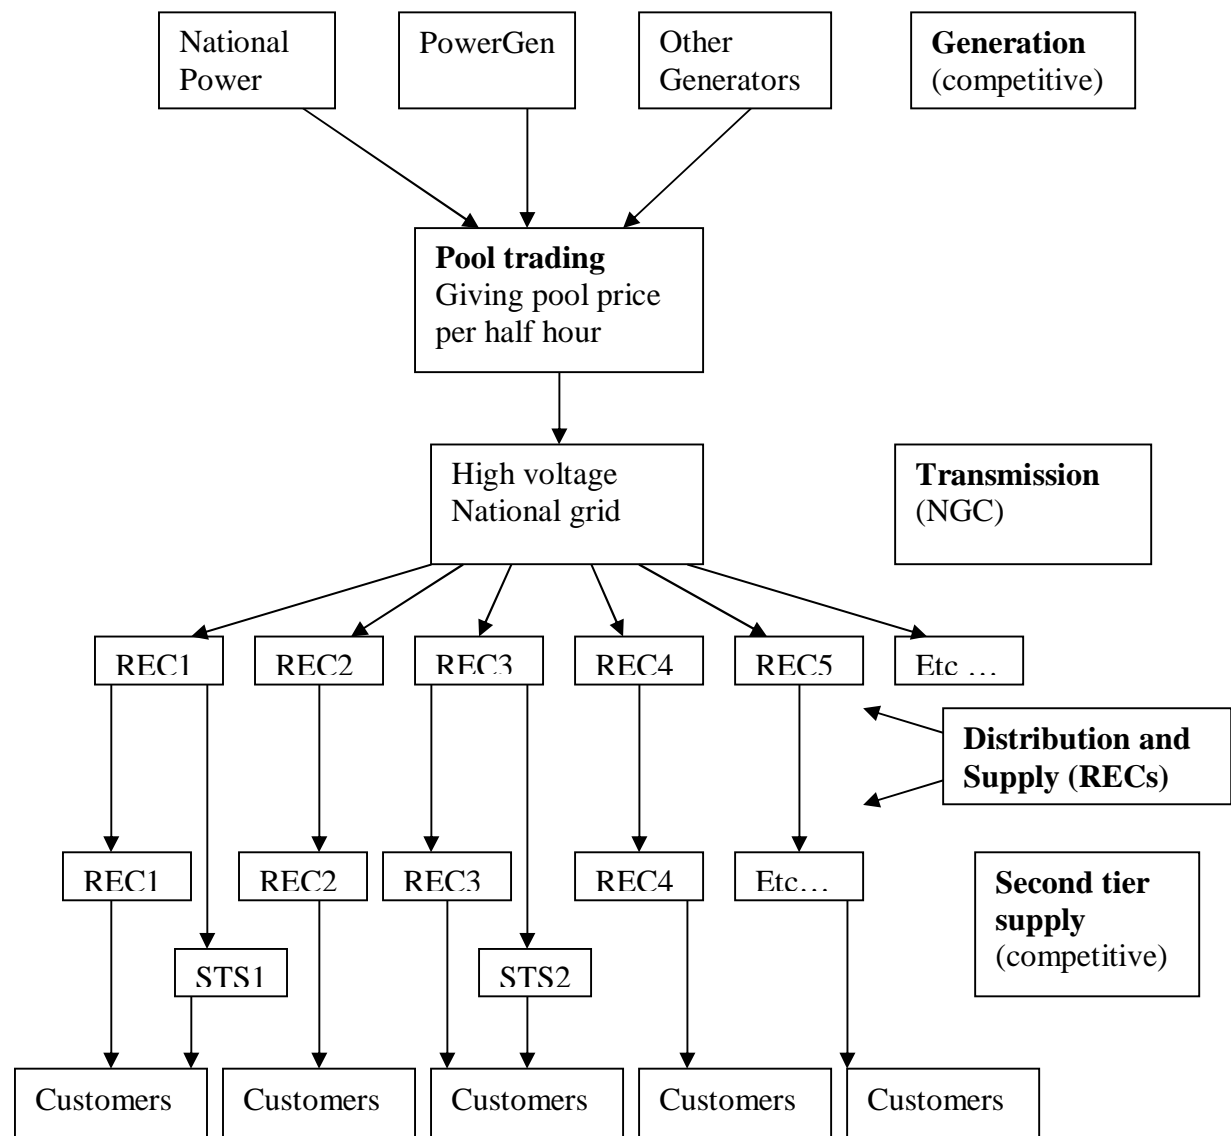 National
Power
PowerGen
Other
Generators
Generation
(competitive)
Pool trading
Giving pool price
per half hour
High voltage
National grid
Transmission
(NGC)
REC1
REC2
REC3
REC4
REC5
Etc …
Distribution and
Supply (RECs)
REC1
REC2
REC3
REC4
Etc…
Second tier
supply
(competitive)
STS1
STS2
Customers
Customers
Customers
Customers
Customers